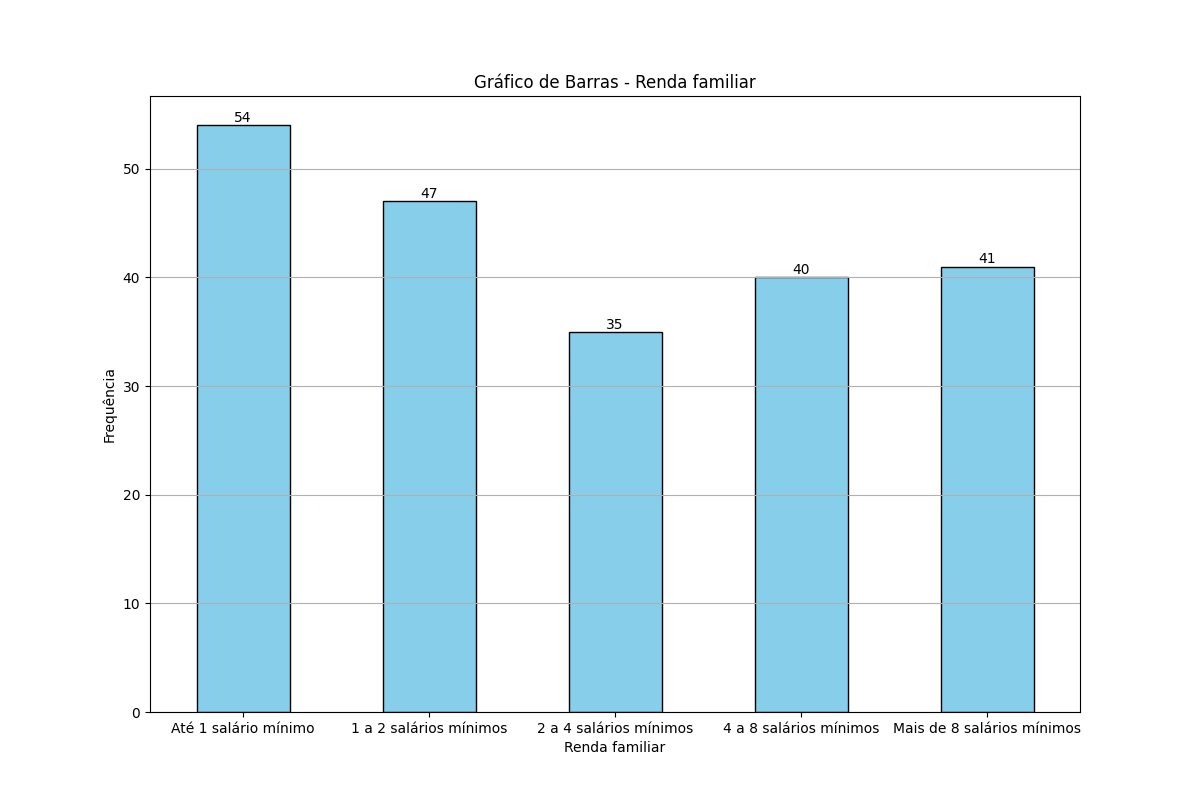 Gráfico de Barras - Renda familiar
54
47
35
40
41
50
40
30
20
10
0
Frequência
Até 1 salário mínimo
1 a 2 salários mínimos
2 a 4 salários mínimos
4 a 8 salários mínimos
Mais de 8 salários mínimos
Renda familiar